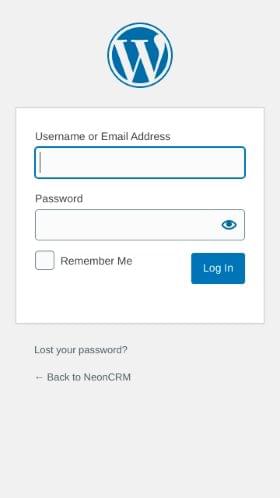 Username or Email Address
Password
Remember Me
Log In
Lost your password?
← Back to NeonCRM